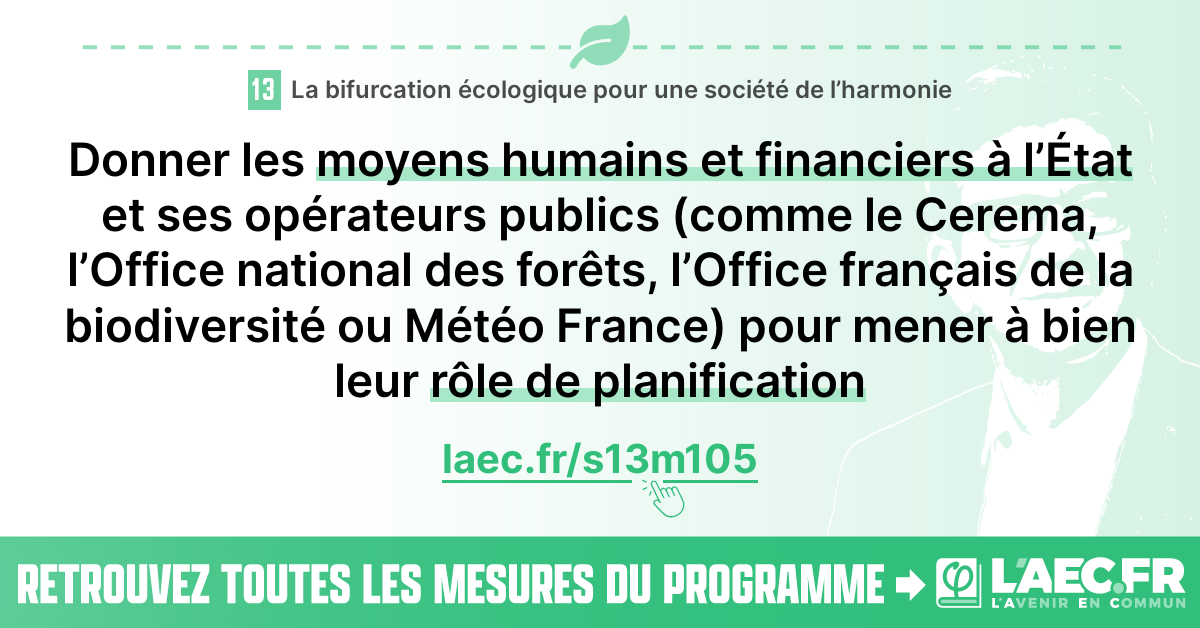 13 La bifurcation écologique pour une société de l’harmonie
Donner les moyens humains et financiers à l’État
et ses opérateurs publics (comme le Cerema,
l’Office national des forêts, l’Office français de la
biodiversité ou Météo France) pour mener à bien
leur rôle de planification
laec.fr/s13m105
RETROUVEZ TOUTES LES MESURES DU PROGRAMME
L’AEC.FR
L’AVENIR EN COMMUN